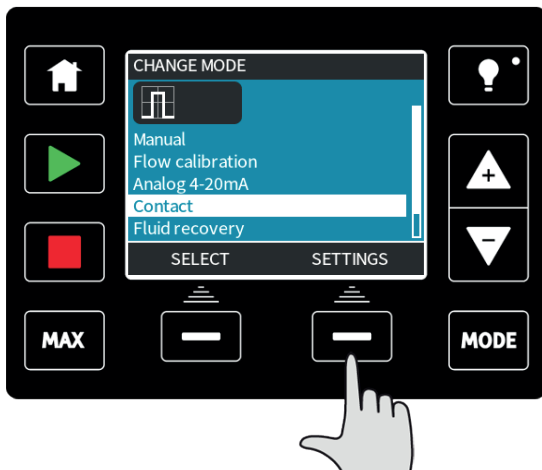 CHANGE MODE
Manual
Flow calibration
Analog 4-20mA
Contact
Fluid recovery
SELECT SETTINGS
+
-
MAX
MODE